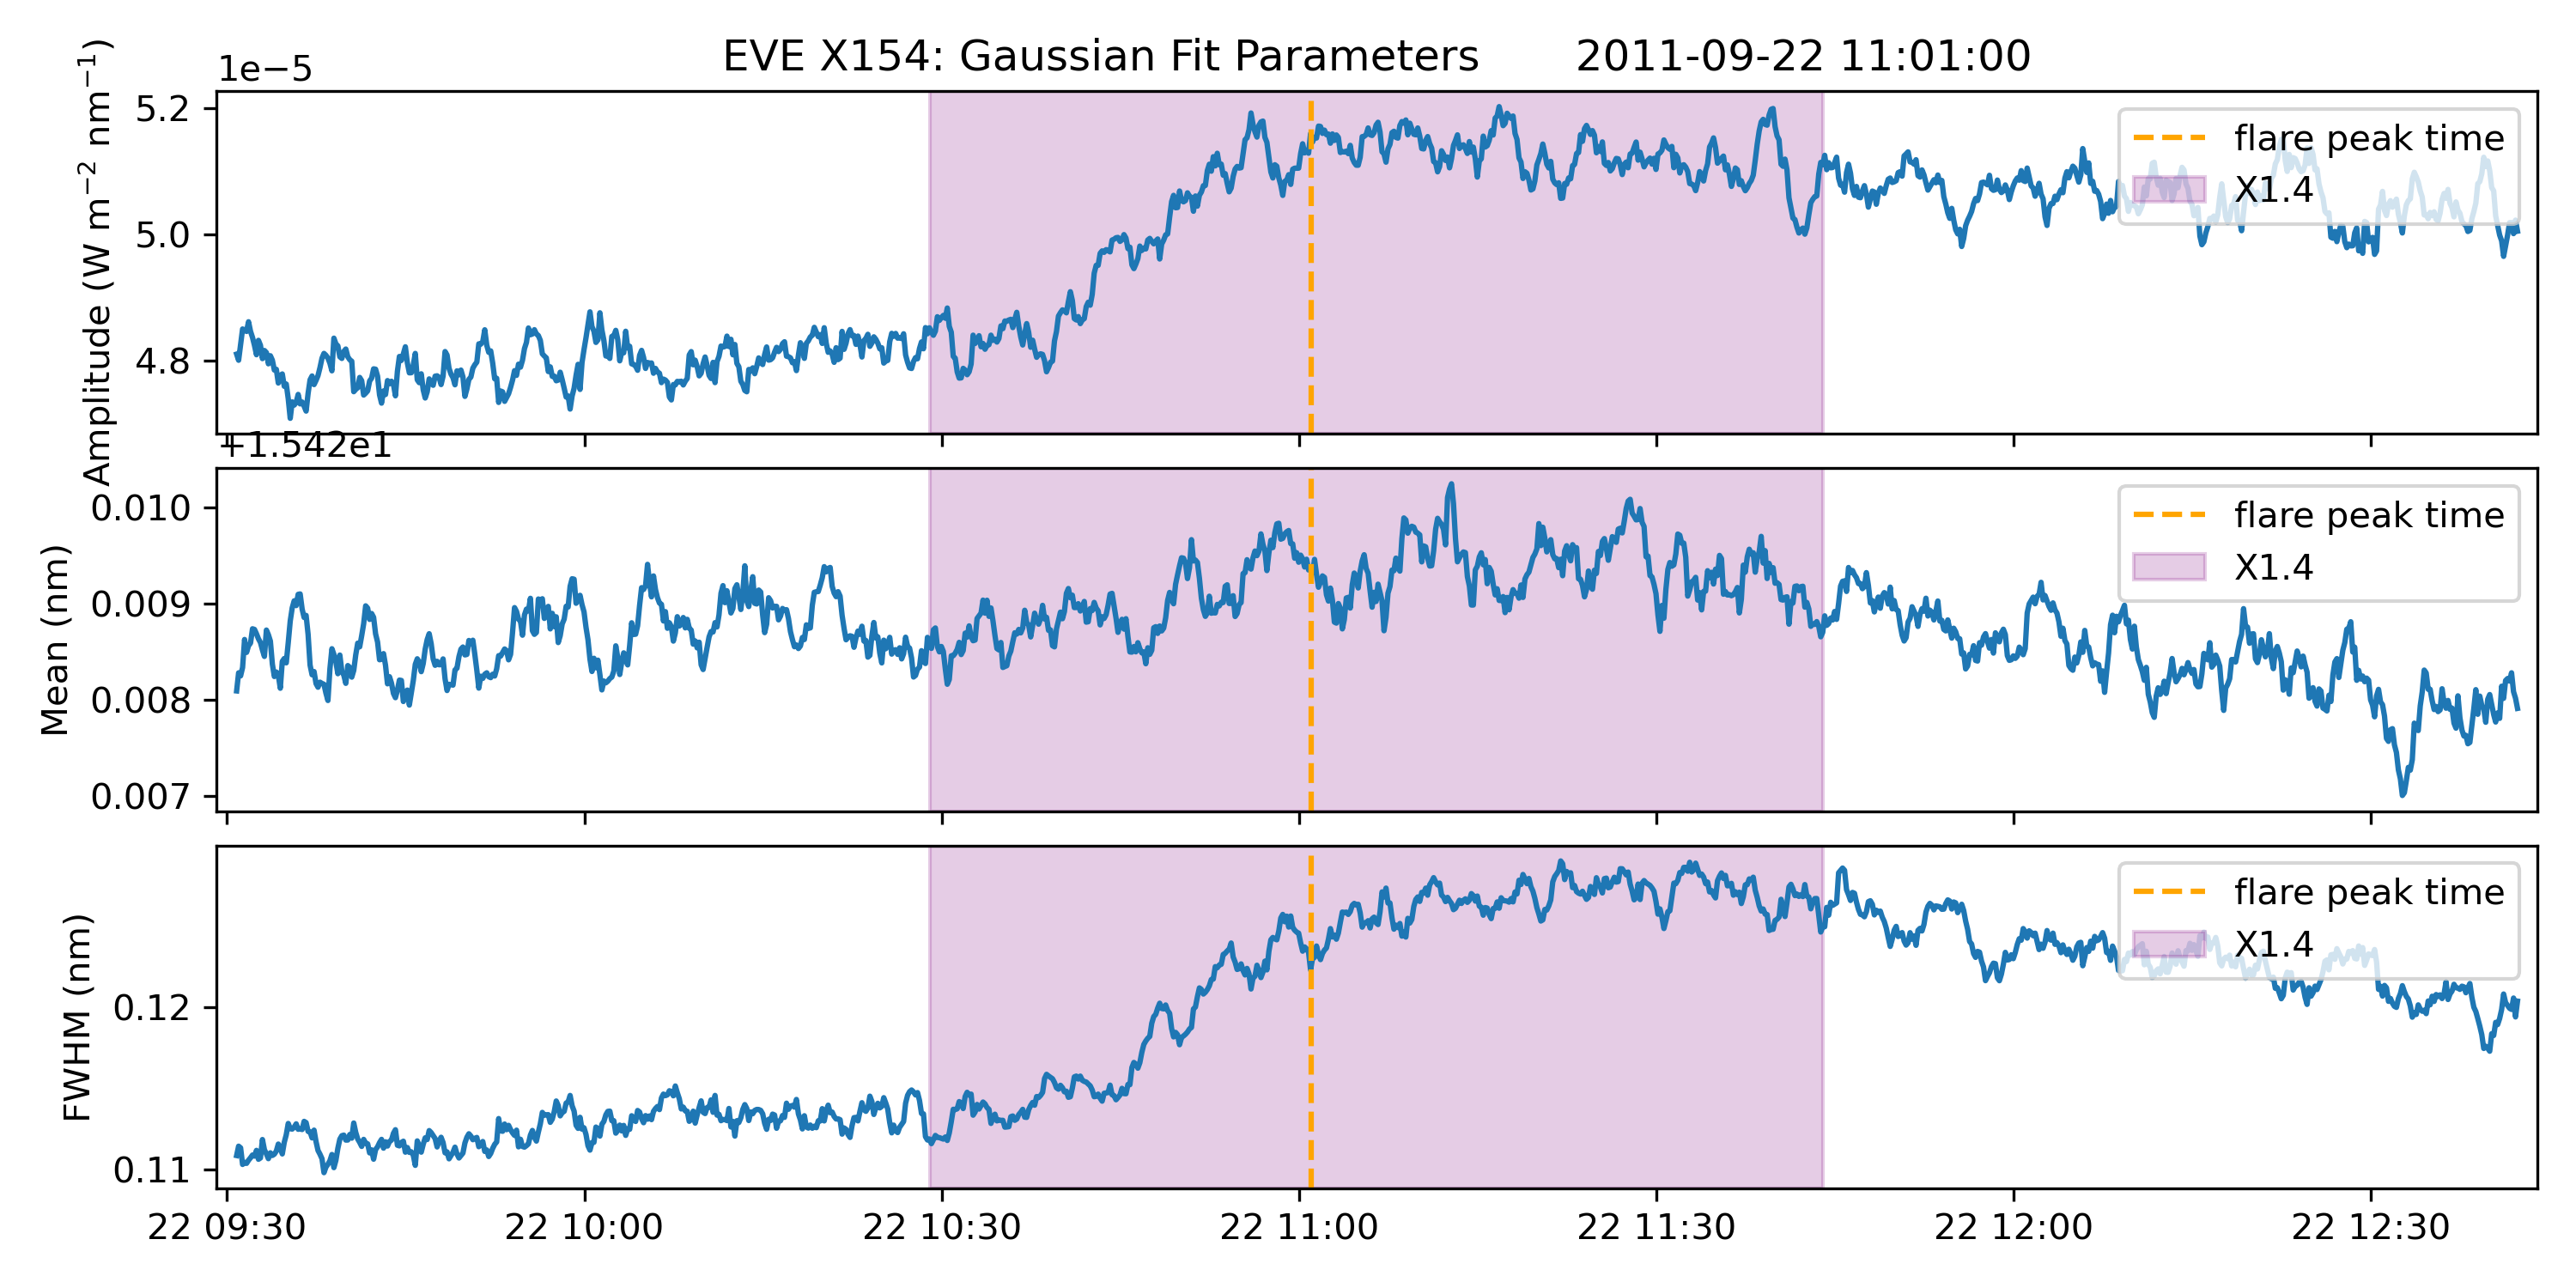 EVE X154: Gaussian Fit Parameters 2011-09-22 11:01:00
1e−5
Amplitude (W m⁻² nm⁻¹)
5.2
5.0
4.8
flare peak time
X1.4
+1.542e1
Mean (nm)
0.010
0.009
0.008
0.007
flare peak time
X1.4
FWHM (nm)
0.12
0.11
flare peak time
X1.4
22 09:30 22 10:00 22 10:30 22 11:00 22 11:30 22 12:00 22 12:30